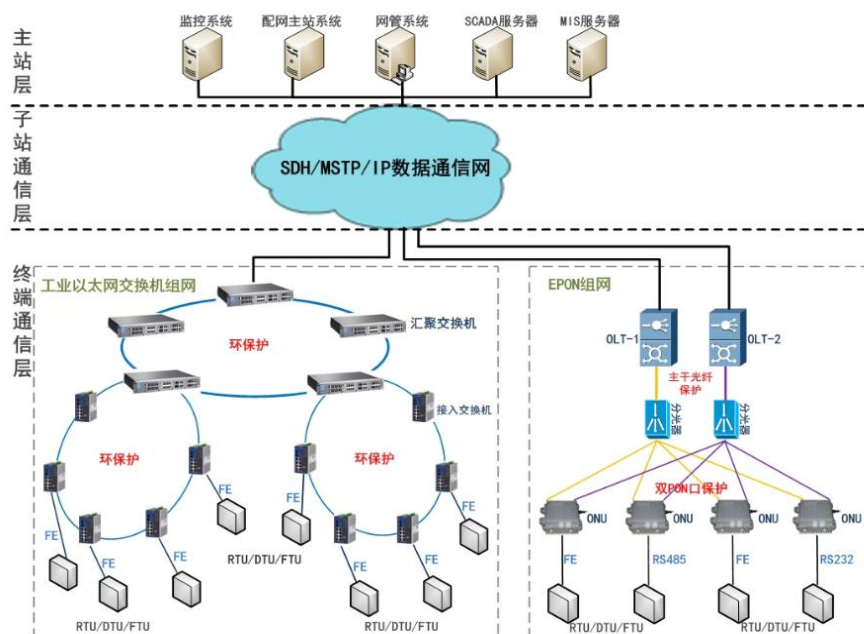 主站层
监控系统
配网主站系统
网管系统
SCADA服务器
MIS服务器
子站通信层
SDH/MSTP/IP数据通信网
终端通信层
工业以太网交换机组网
汇聚交换机
环保护
接入交换机
环保护
环保护
FE
FE
FE
FE
FE
FE
FE
RTU/DTU/FTU
RTU/DTU/FTU
RTU/DTU/FTU
EPON组网
OLT-1
OLT-2
主干光纤
保护
分光器
分光器
双PON口保护
ONU
ONU
ONU
ONU
FE
RS485
FE
RS232
RTU/DTU/FTU
RTU/DTU/FTU